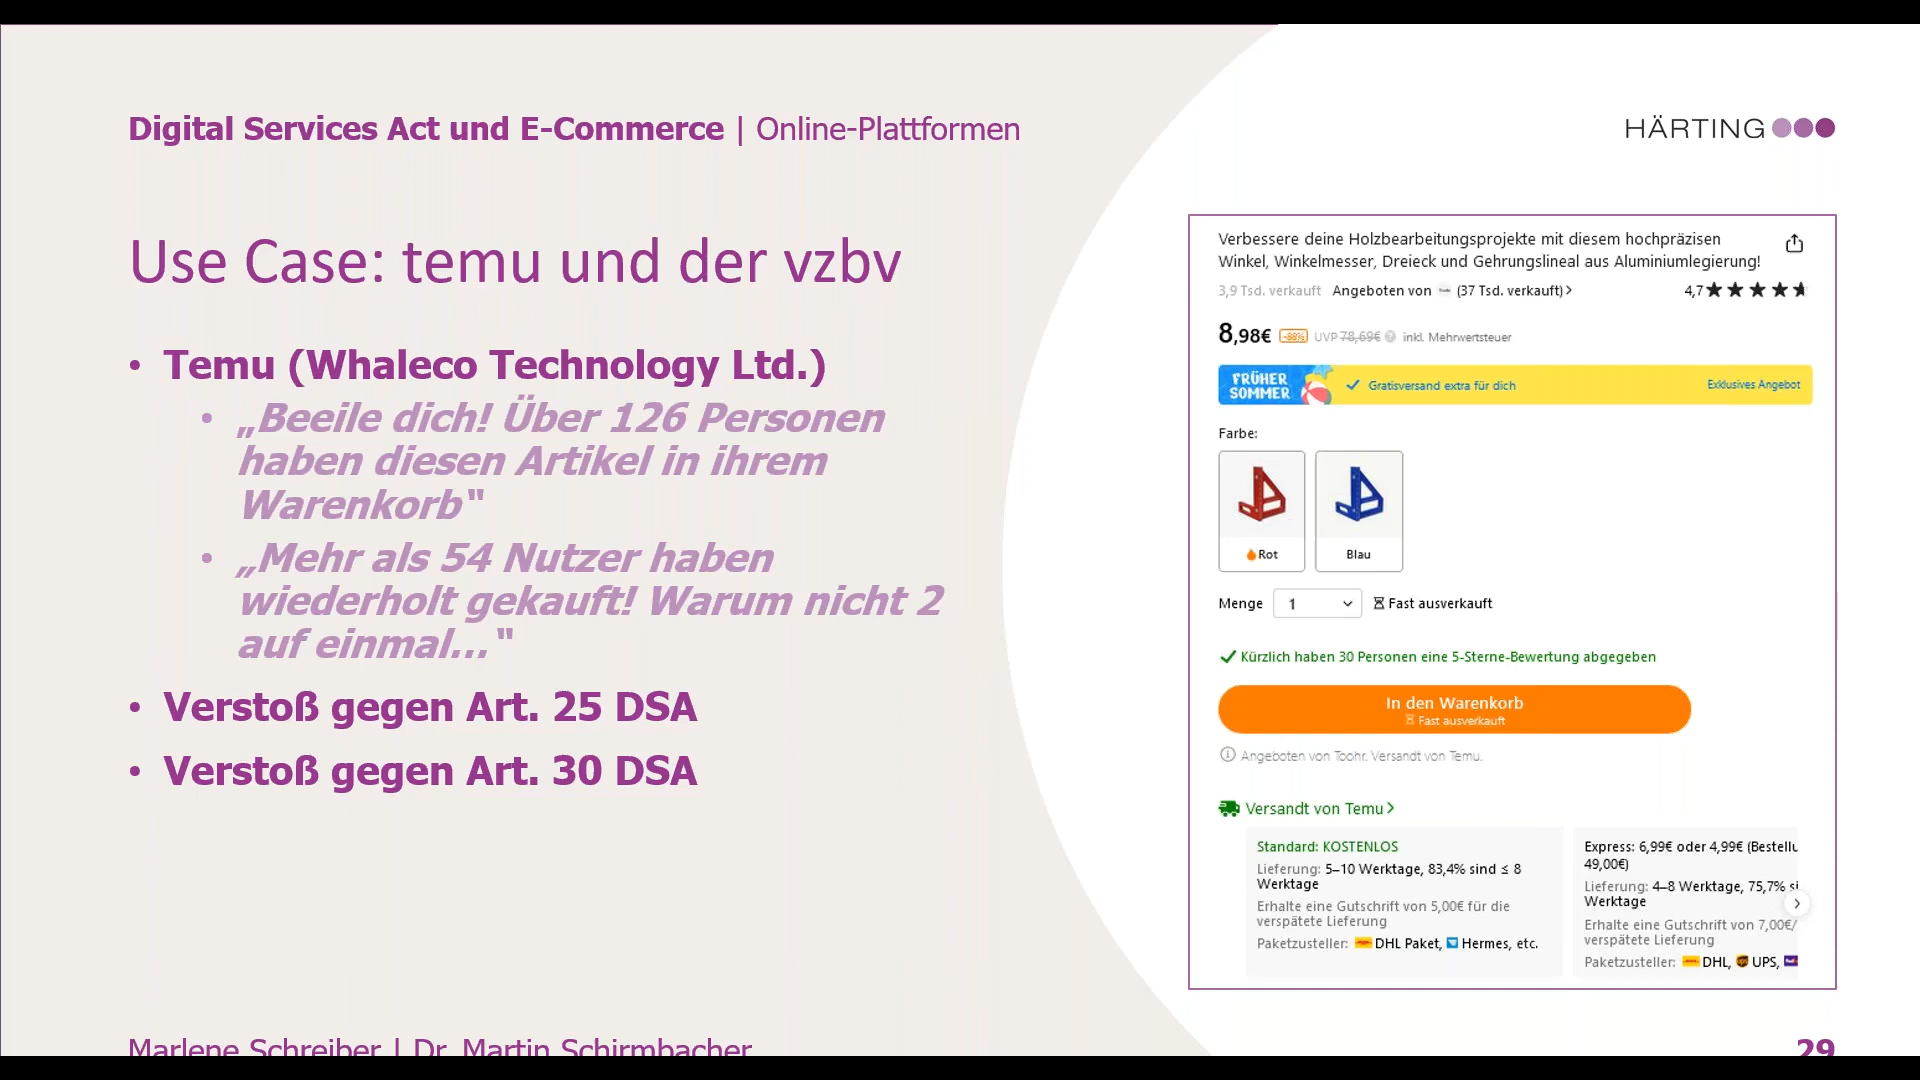 Digital Services Act und E-Commerce | Online-Plattformen
HÄRTING
Use Case: temu und der vzbv
• Temu (Whaleco Technology Ltd.)
• „Beeile dich! Über 126 Personen
haben diesen Artikel in ihrem
Warenkorb“
• „Mehr als 54 Nutzer haben
wiederholt gekauft! Warum nicht 2
auf einmal...“
• Verstoß gegen Art. 25 DSA
• Verstoß gegen Art. 30 DSA
Verbessere deine Holzbearbeitungsprojekte mit diesem hochpräzisen
Winkel, Winkelmesser, Dreieck und Gehrungslineal aus Aluminiumlegierung!
3,9 Tsd. verkauft Angeboten von (37 Tsd. verkauft) >
4,7
8,98€ -88% UVP 78,69€ inkl. Mehrwertsteuer
FRÜHER
SOMMER
Gratisversand extra für dich
Exklusives Angebot
Farbe:
Rot
Blau
Menge 1 Fast ausverkauft
Kürzlich haben 30 Personen eine 5-Sterne-Bewertung abgegeben
In den Warenkorb
Fast ausverkauft
Angeboten von Toohr. Versandt von Temu.
Versandt von Temu >
Standard: KOSTENLOS
Lieferung: 5–10 Werktage, 83,4% sind ≤ 8
Werktage
Erhalte eine Gutschrift von 5,00€ für die
verspätete Lieferung
Paketzusteller: DHL Paket, Hermes, etc.
Express: 6,99€ oder 4,99€ (Bestellu
49,00€)
Lieferung: 4–8 Werktage, 75,7% si
Werktage
Erhalte eine Gutschrift von 7,00€/
verspätete Lieferung
Paketzusteller: DHL, UPS,
Marlene Schreiber | Dr. Martin Schirmbacher
29